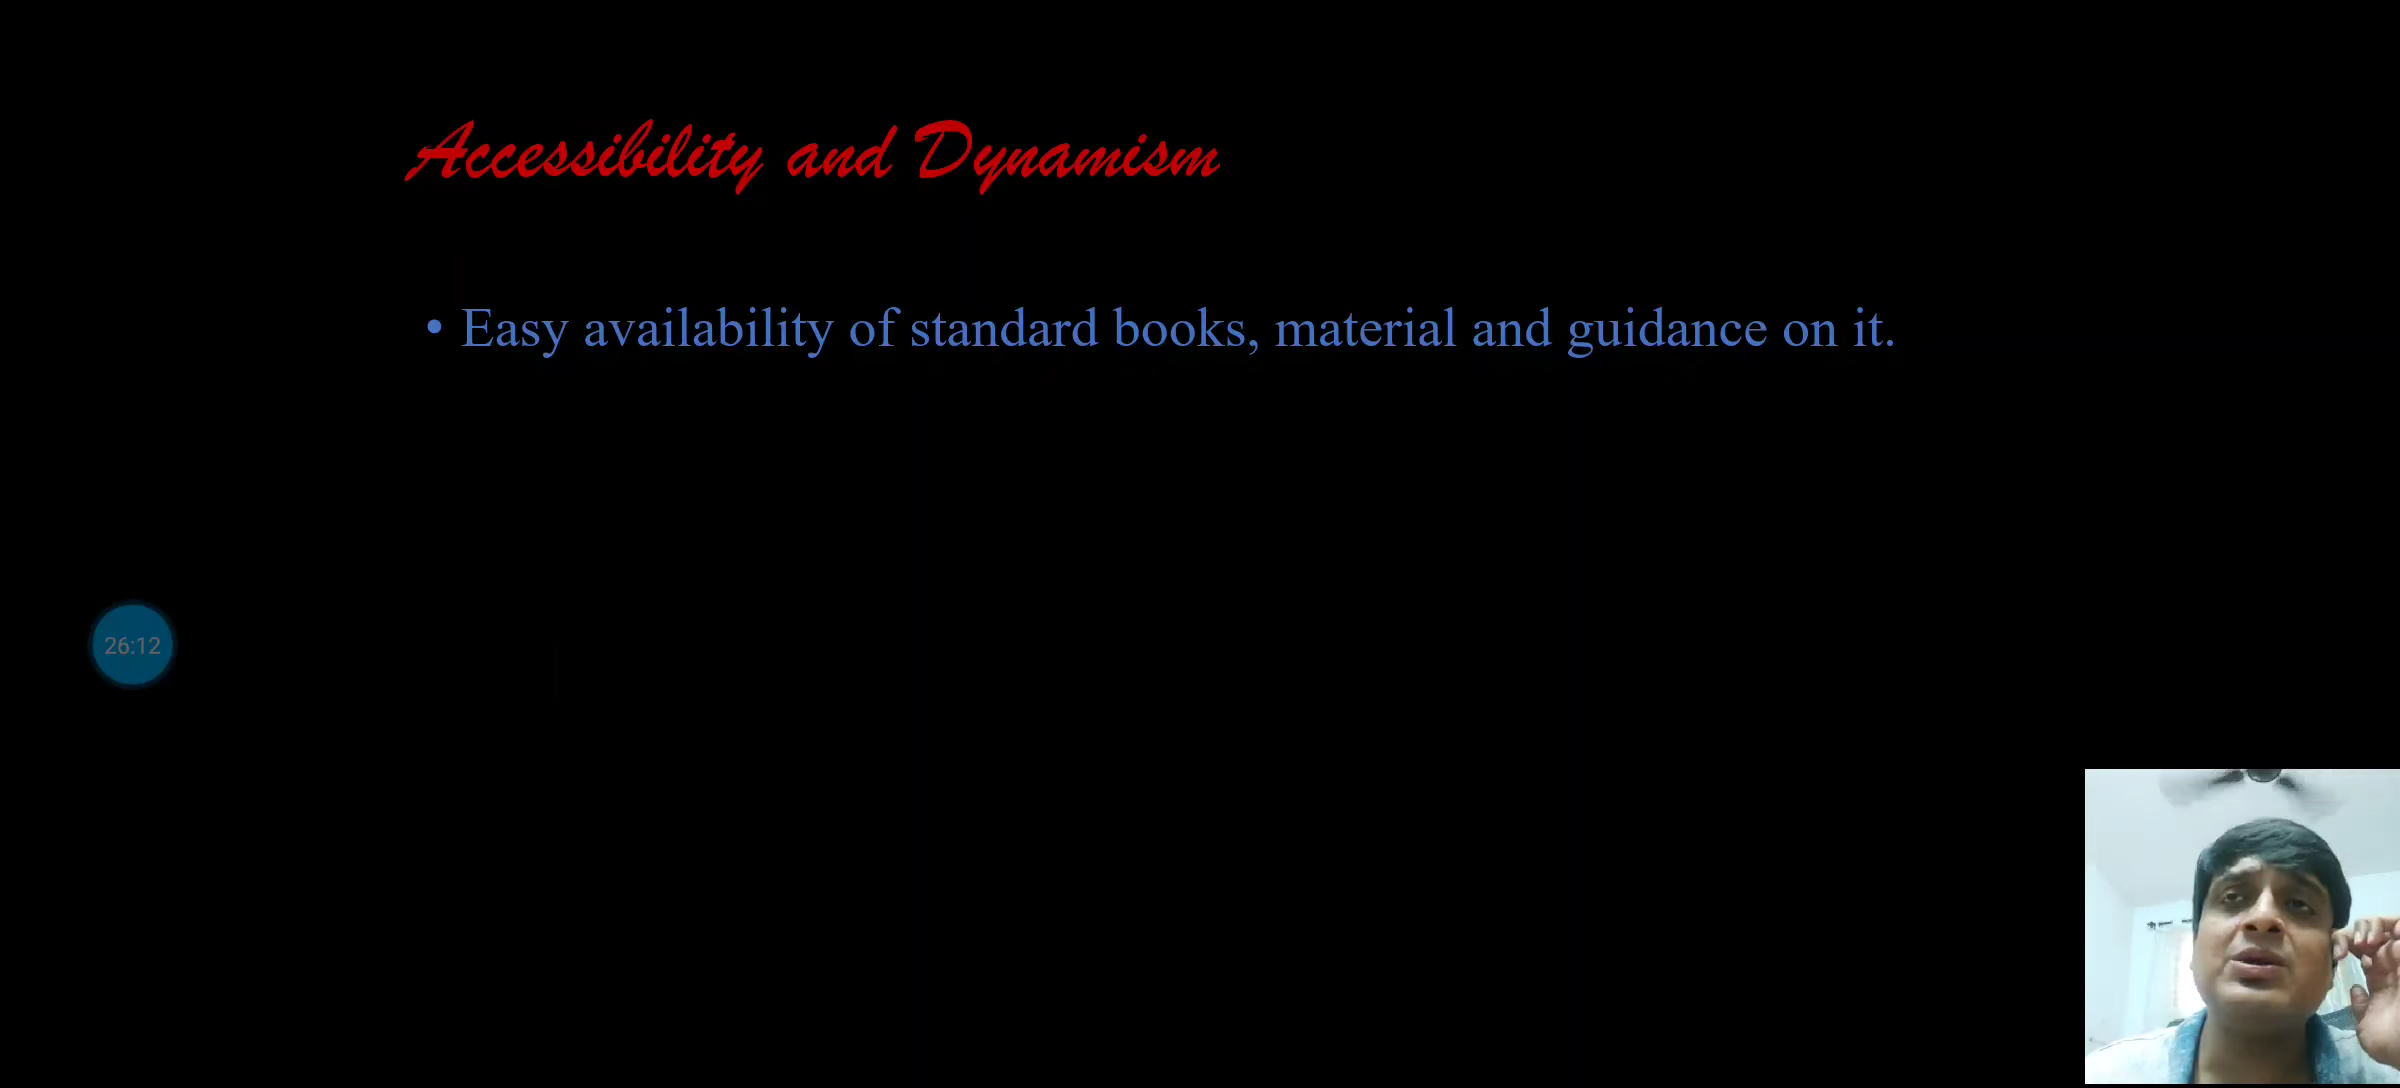 Accessibility and Dynamism
• Easy availability of standard books, material and guidance on it.
26:12